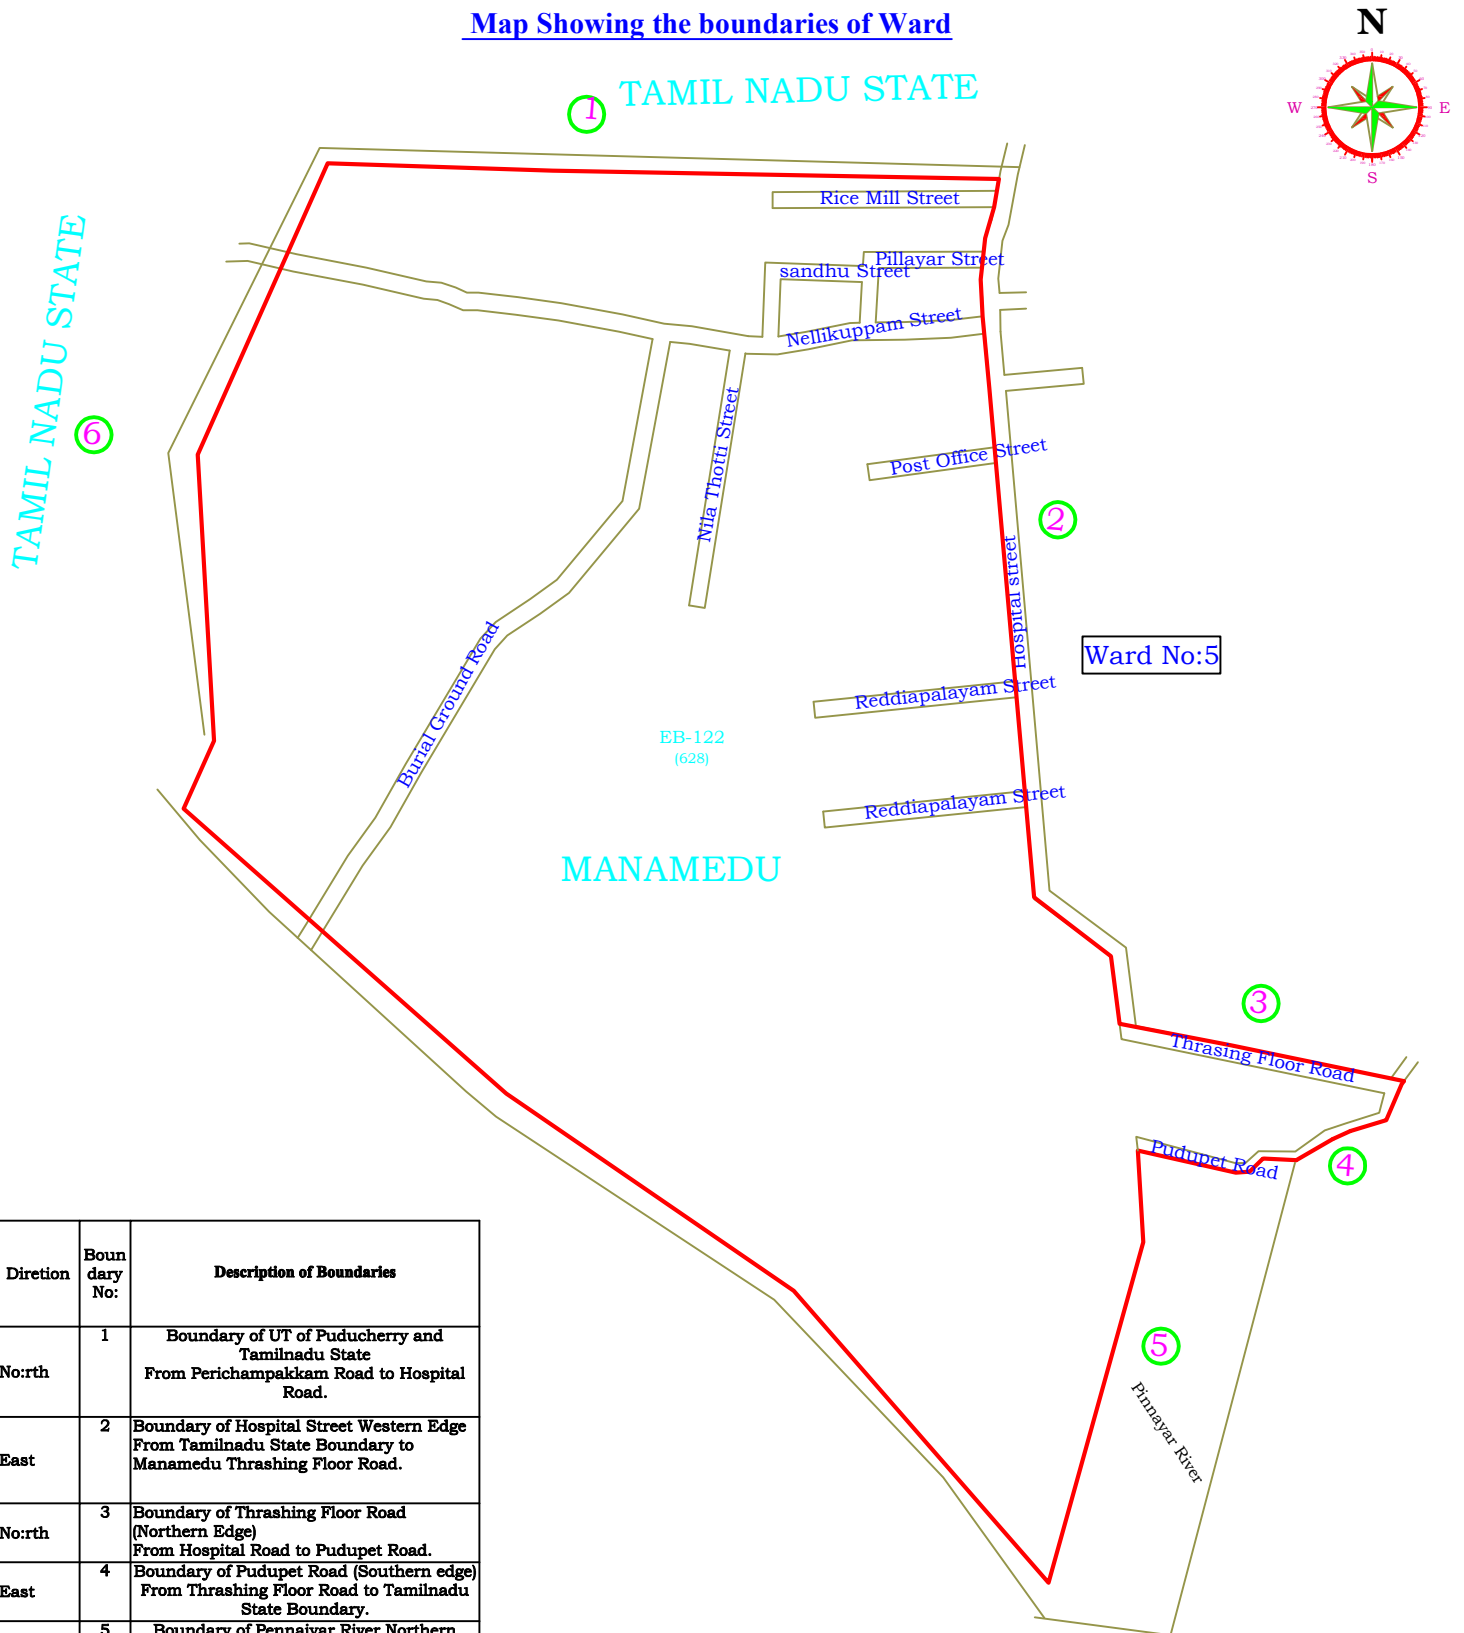 Map Showing the boundaries of Ward
N
W
E
S
TAMIL NADU STATE
1
Rice Mill Street
Pillayar Street
sandhu Street
Nellikuppam Street
TAMIL NADU STATE
6
Nila Thotti Street
Post Office Street
2
Hospital street
Ward No:5
Burial Ground Road
Reddiapalayam Street
EB-122
(628)
Reddiapalayam Street
MANAMEDU
3
Thrasing Floor Road
Pudupet Road
4
5
Pinnayar River
Diretion
Boun
dary
No:
Description of Boundaries
No:rth
1
Boundary of UT of Puducherry and
Tamilnadu State
From Perichampakkam Road to Hospital
Road.
East
2
Boundary of Hospital Street Western Edge
From Tamilnadu State Boundary to
Manamedu Thrashing Floor Road.
No:rth
3
Boundary of Thrashing Floor Road
(Northern Edge)
From Hospital Road to Pudupet Road.
East
4
Boundary of Pudupet Road (Southern edge)
From Thrashing Floor Road to Tamilnadu
State Boundary.
5
Boundary of Pennaiyar River Northern